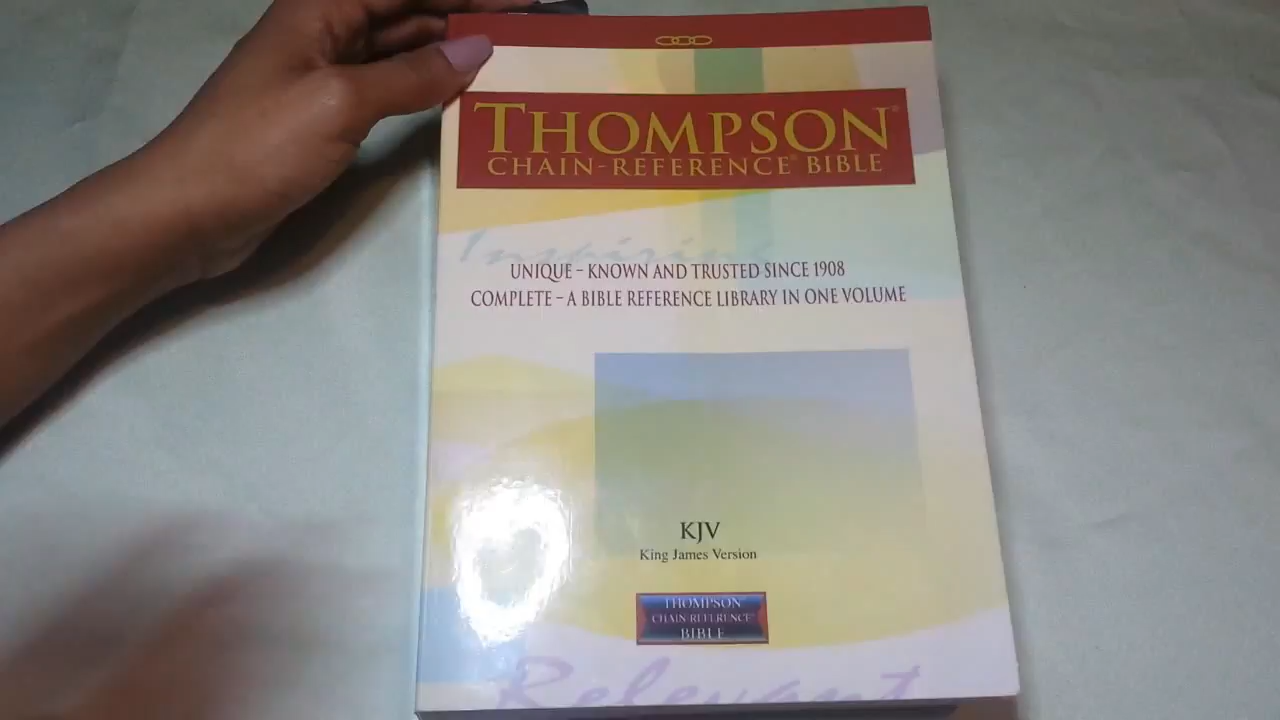 THOMPSON®
CHAIN-REFERENCE® BIBLE
Inspiring
UNIQUE – KNOWN AND TRUSTED SINCE 1908
COMPLETE – A BIBLE REFERENCE LIBRARY IN ONE VOLUME
KJV
King James Version
THOMPSON
CHAIN-REFERENCE®
BIBLE
Relevant